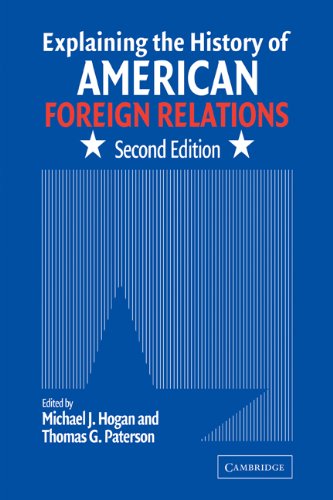 Explaining the History of
AMERICAN
FOREIGN RELATIONS
Second Edition
Edited by
Michael J. Hogan and
Thomas G. Paterson
CAMBRIDGE